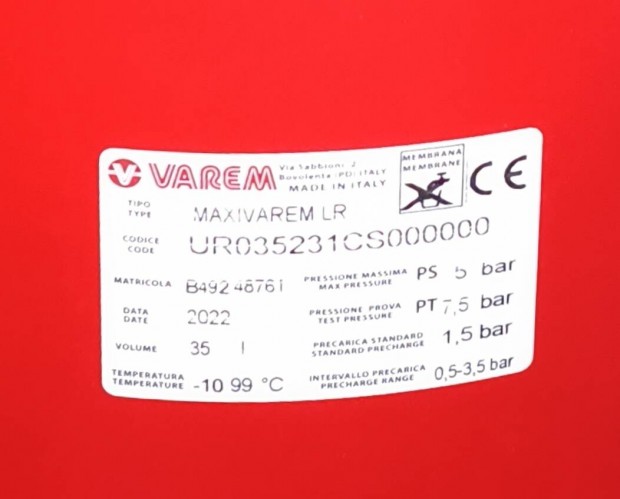 VAREM
Via Sabbioni, 2
Bovolenta (PD) ITALY
MADE IN ITALY
MEMBRANA
MEMBRANE
CE
TIPO
TYPE
MAXIVAREM LR
CODICE
CODE
UR035231CS000000
MATRICOLA B49248761
PRESSIONE MASSIMA
MAX PRESSURE
PS 5 bar
DATA
DATE
2022
PRESSIONE PROVA
TEST PRESSURE
PT 7,5 bar
VOLUME 35 l
PRECARICA STANDARD
STANDARD PRECHARGE
1,5 bar
TEMPERATURA
TEMPERATURE
-10 99 °C
INTERVALLO PRECARICA
PRECHARGE RANGE
0,5-3,5 bar